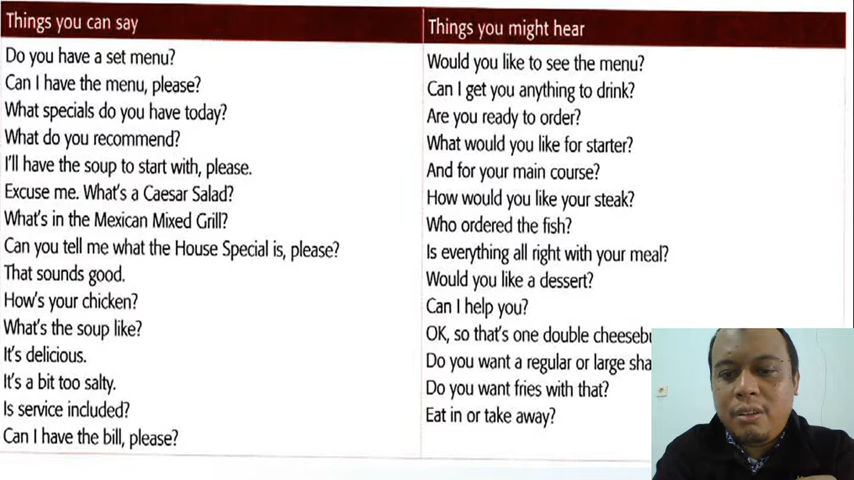 Things you can say
Do you have a set menu?
Can I have the menu, please?
What specials do you have today?
What do you recommend?
I'll have the soup to start with, please.
Excuse me. What's a Caesar Salad?
What's in the Mexican Mixed Grill?
Can you tell me what the House Special is, please?
That sounds good.
How's your chicken?
What's the soup like?
It's delicious.
It's a bit too salty.
Is service included?
Can I have the bill, please?
Things you might hear
Would you like to see the menu?
Can I get you anything to drink?
Are you ready to order?
What would you like for starter?
And for your main course?
How would you like your steak?
Who ordered the fish?
Is everything all right with your meal?
Would you like a dessert?
Can I help you?
OK, so that's one double
Do you want a regular or large
Do you want fries with that?
Eat in or take away?